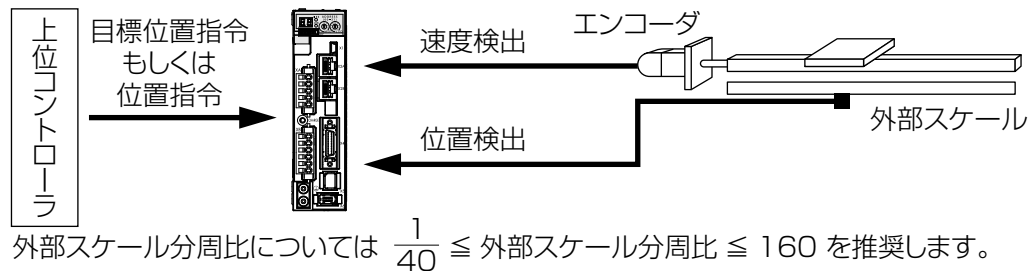 上位コントローラ
目標位置指令
もしくは
位置指令
速度検出
エンコーダ
位置検出
外部スケール
外部スケール分周比については 1/40 ≦ 外部スケール分周比 ≦ 160 を推奨します。